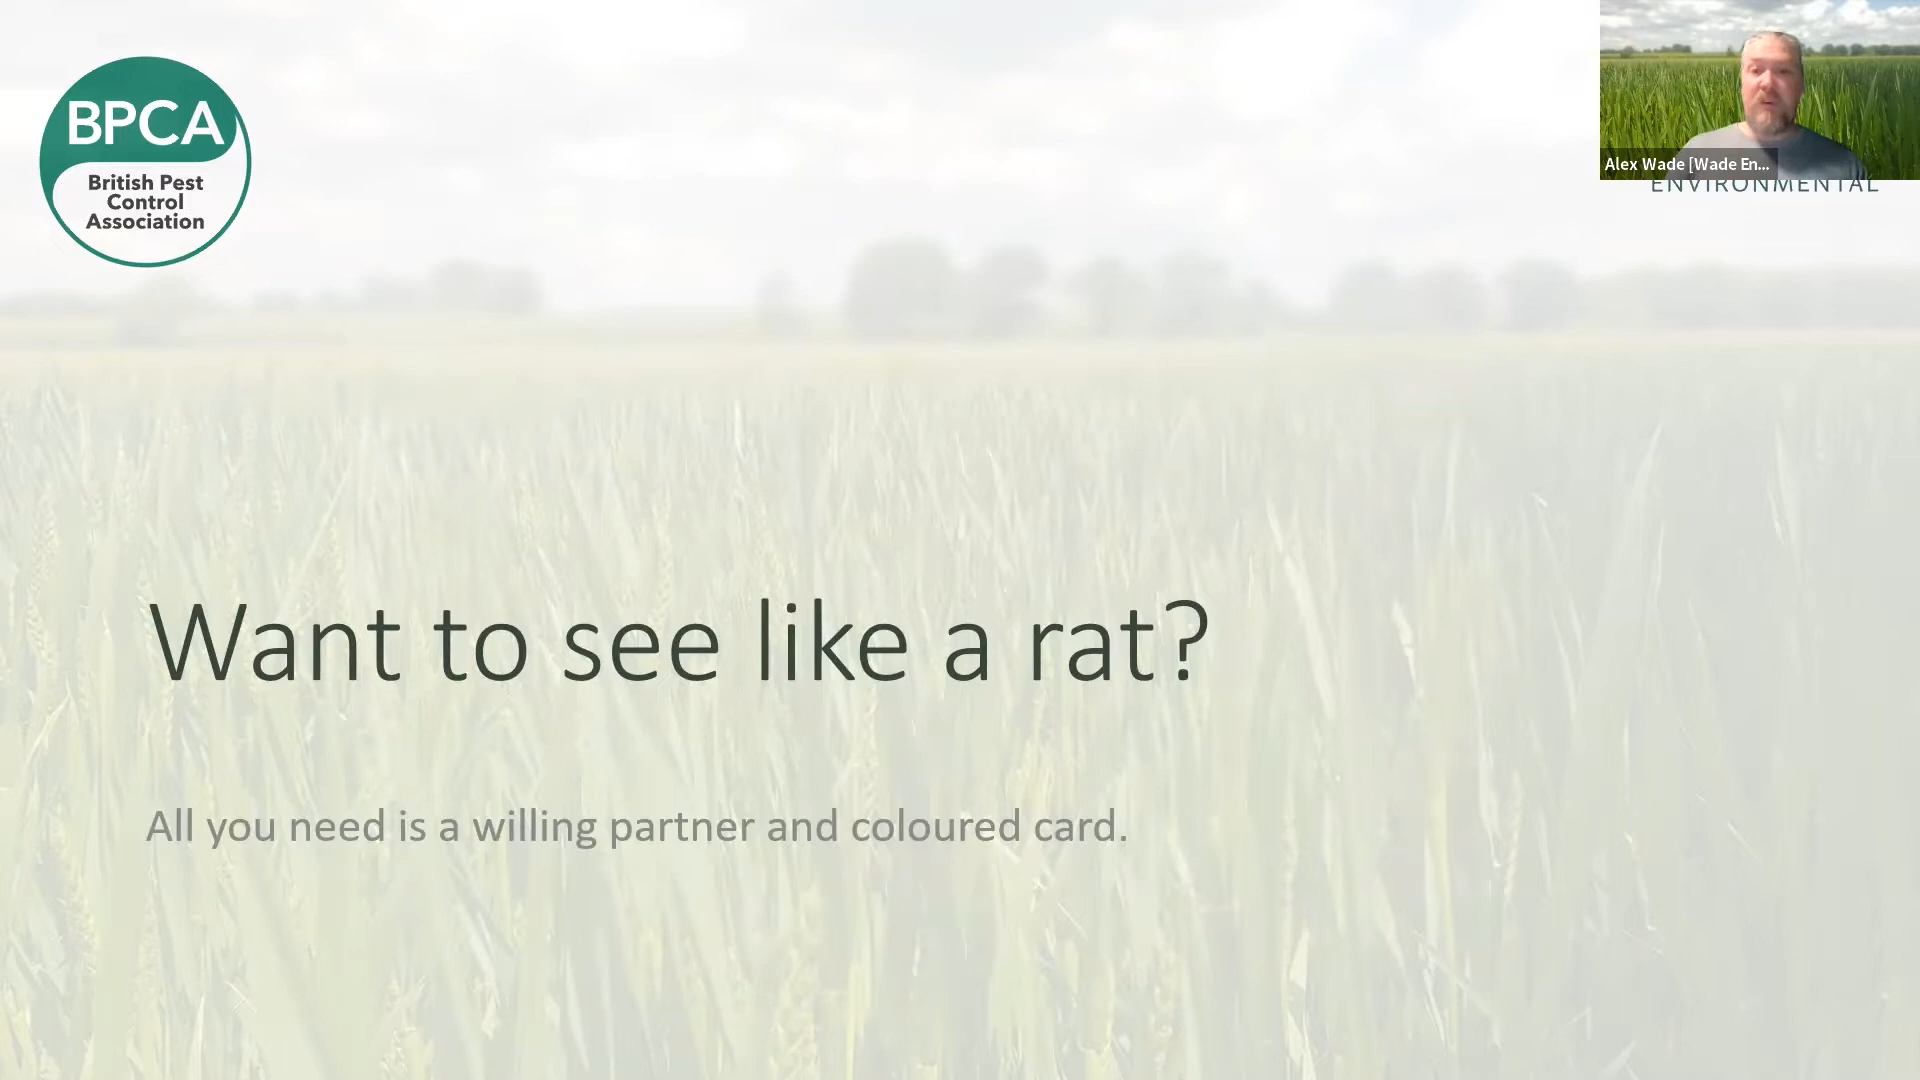 BPCA
British Pest
Control
Association
Alex Wade [Wade En...
ENVIRONMENTAL
Want to see like a rat?
All you need is a willing partner and coloured card.